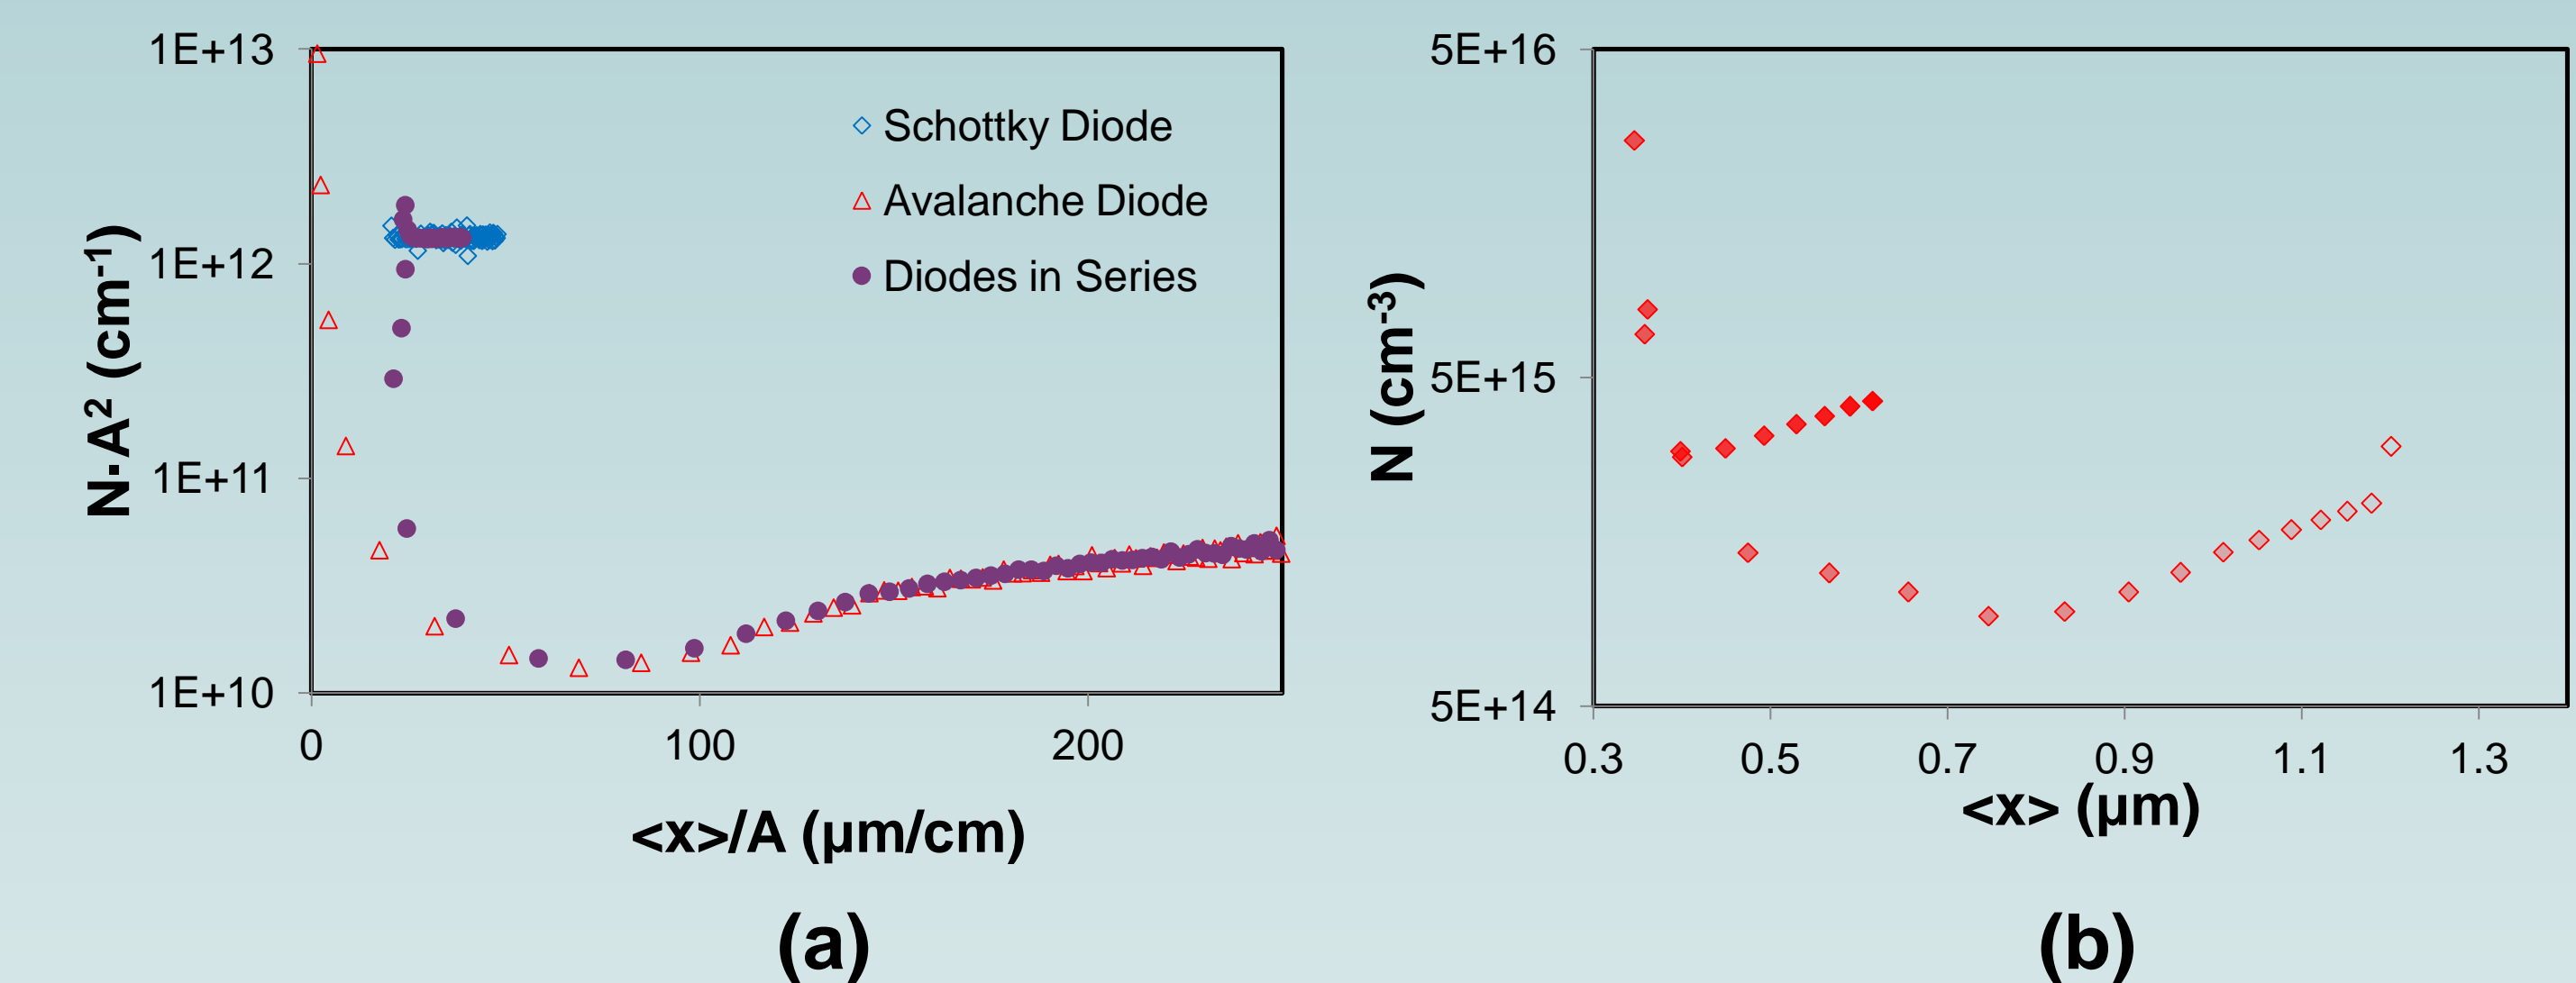 1E+13
1E+12
1E+11
1E+10
N·A² (cm⁻¹)
Schottky Diode
Avalanche Diode
Diodes in Series
0 100 200
<x>/A (µm/cm)
(a)
5E+16
5E+15
5E+14
N (cm⁻³)
0.3 0.5 0.7 0.9 1.1 1.3
<x> (µm)
(b)